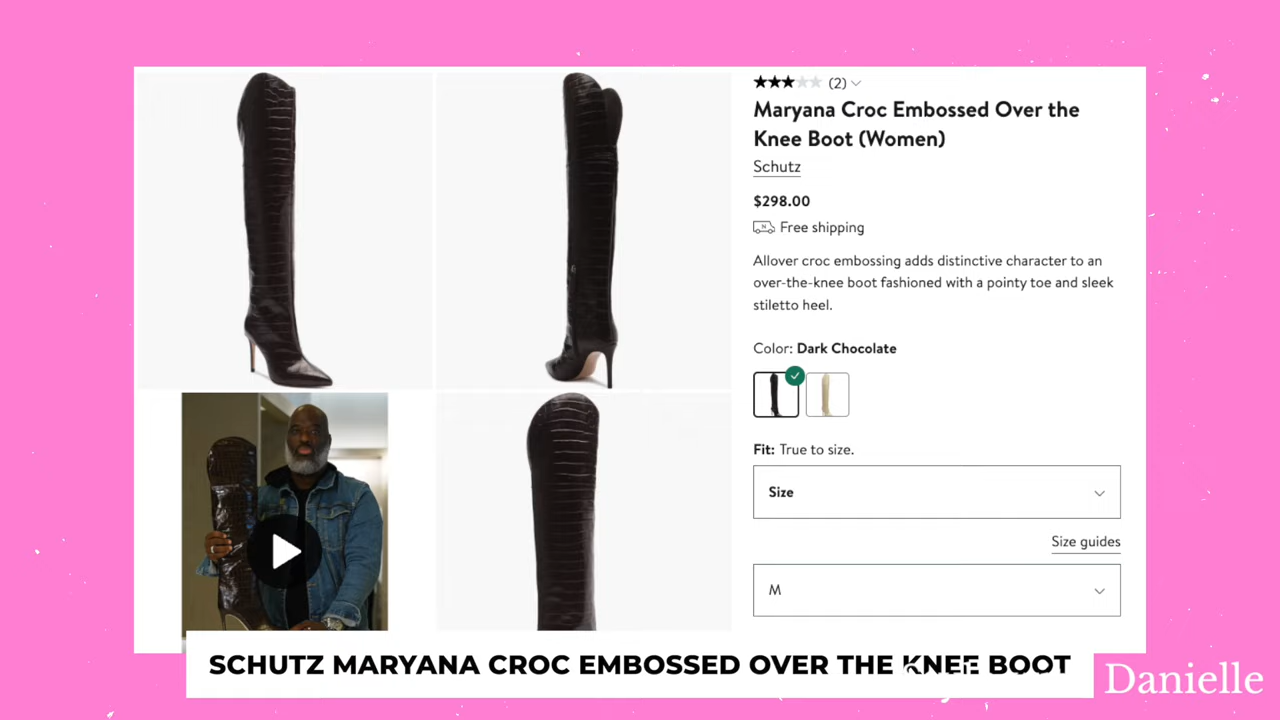 (2)
Maryana Croc Embossed Over the
Knee Boot (Women)
Schutz
$298.00
Free shipping
Allover croc embossing adds distinctive character to an
over-the-knee boot fashioned with a pointy toe and sleek
stiletto heel.
Color: Dark Chocolate
Fit: True to size.
Size
Size guides
M
SCHUTZ MARYANA CROC EMBOSSED OVER THE KNEE BOOT
Danielle